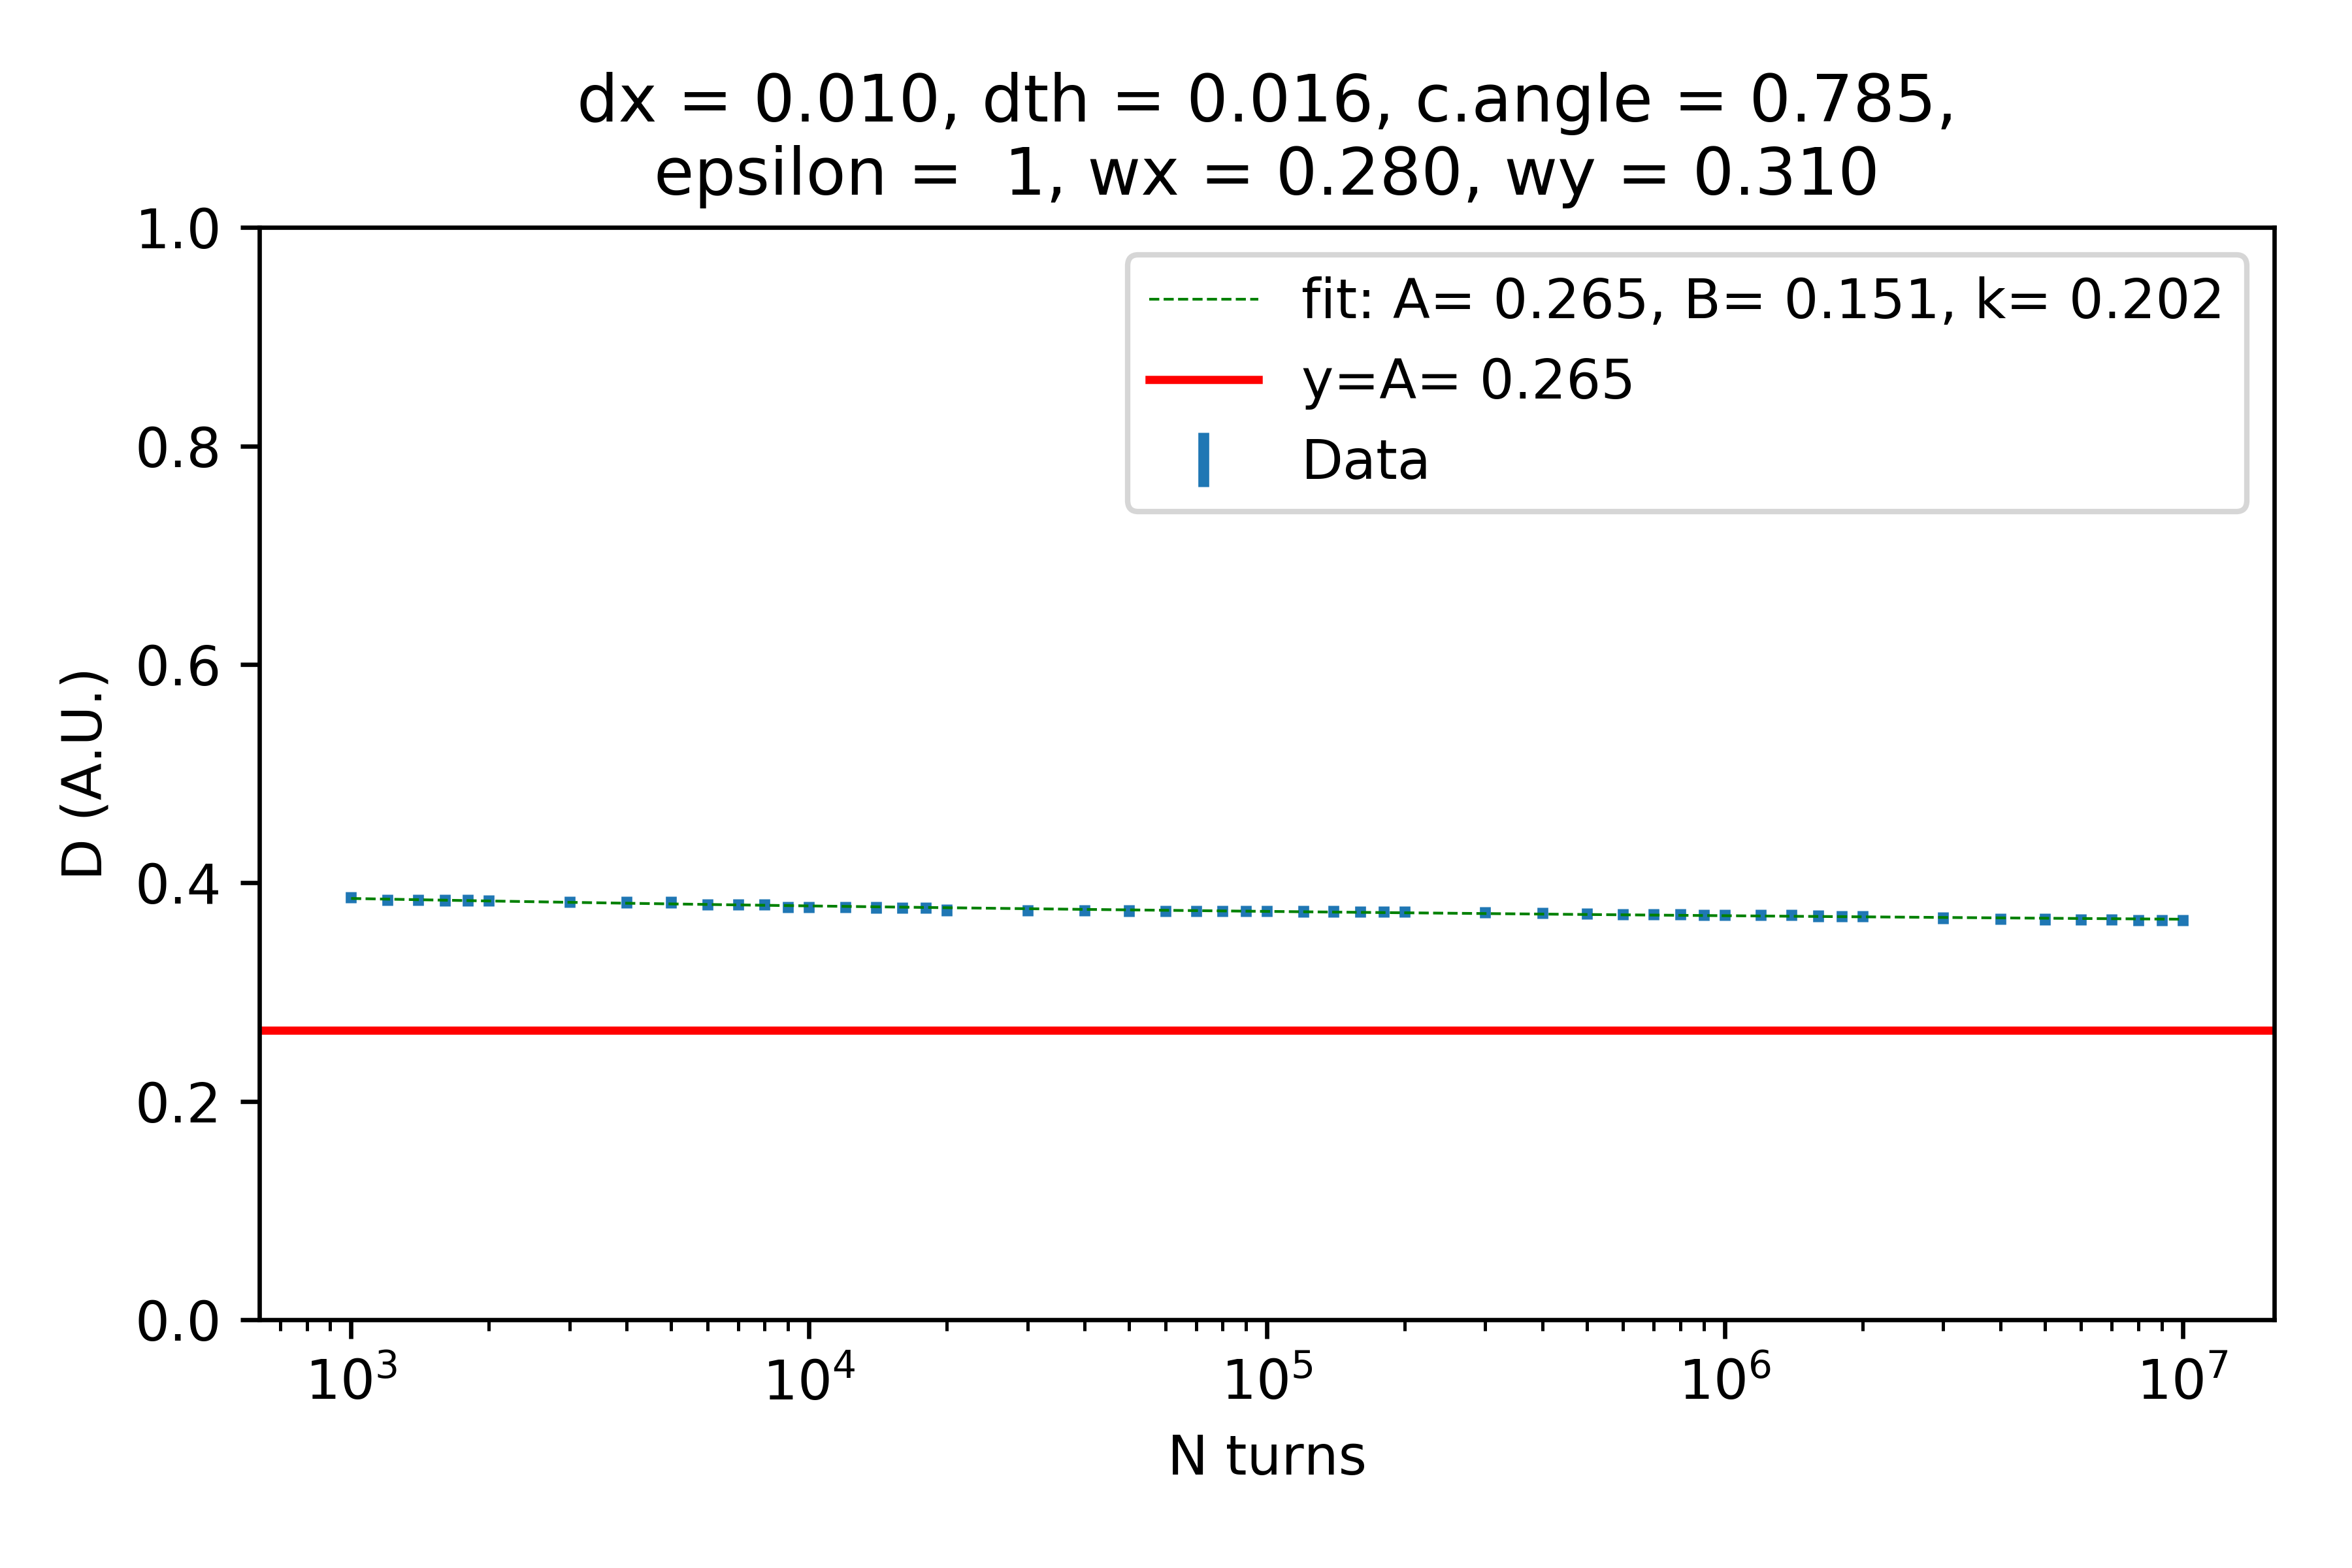 dx = 0.010, dth = 0.016, c.angle = 0.785,
epsilon =  1, wx = 0.280, wy = 0.310
fit: A= 0.265, B= 0.151, k= 0.202
y=A= 0.265
Data
D (A.U.)
1.0
0.8
0.6
0.4
0.2
0.0
10³ 10⁴ 10⁵ 10⁶ 10⁷
N turns